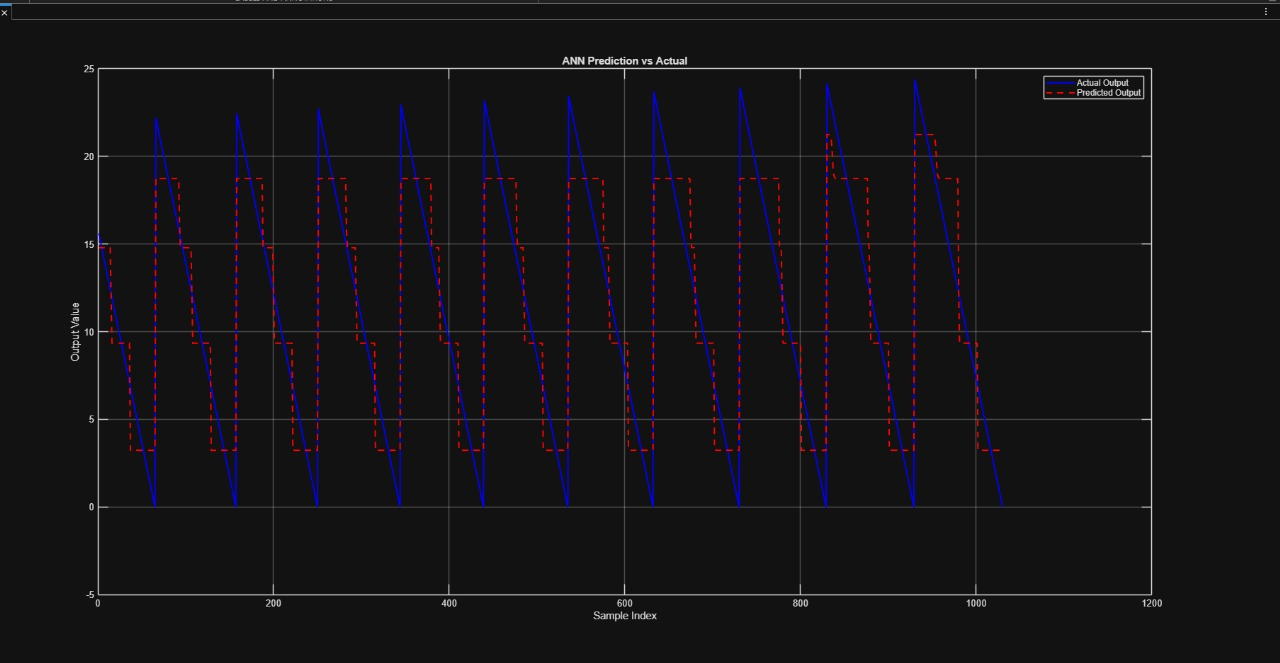 ANN Prediction vs Actual
Actual Output
Predicted Output
25
20
15
10
5
0
-5
Output Value
0 200 400 600 800 1000 1200
Sample Index